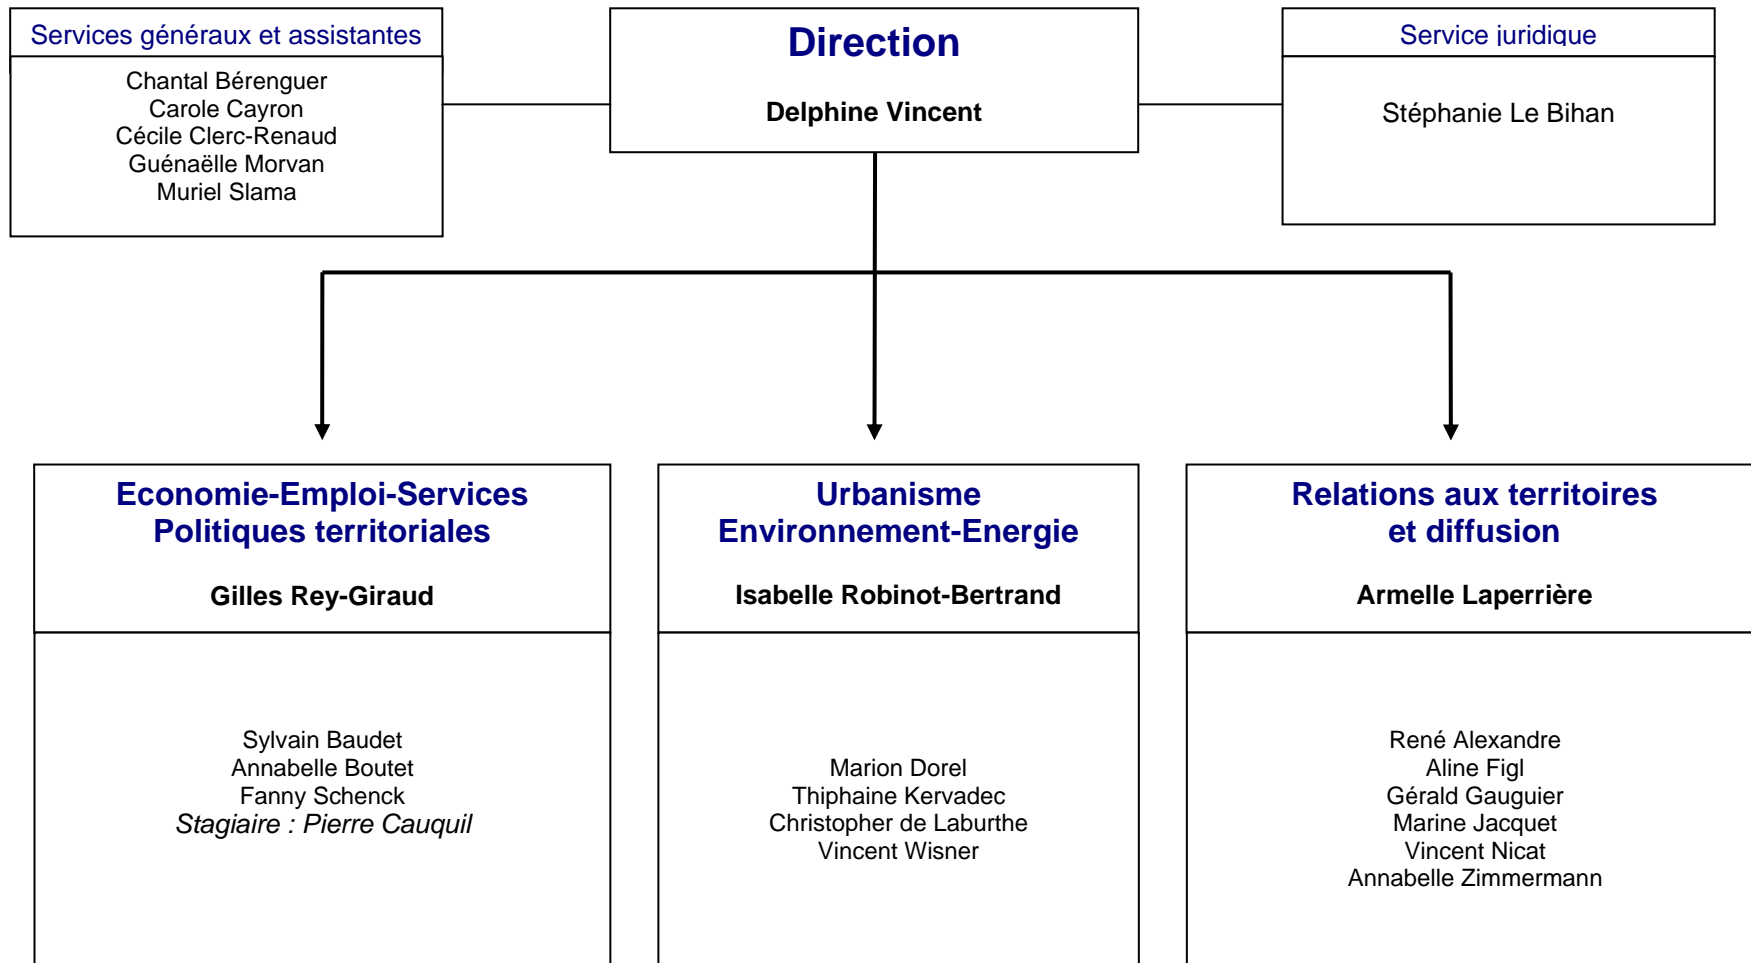 Services généraux et assistantes
Chantal Bérenguer
Carole Cayron
Cécile Clerc-Renaud
Guénaëlle Morvan
Muriel Slama
Direction
Delphine Vincent
Service juridique
Stéphanie Le Bihan
Economie-Emploi-Services
Politiques territoriales
Gilles Rey-Giraud
Sylvain Baudet
Annabelle Boutet
Fanny Schenck
Stagiaire : Pierre Cauquil
Urbanisme
Environnement-Energie
Isabelle Robinot-Bertrand
Marion Dorel
Thiphaine Kervadec
Christopher de Laburthe
Vincent Wisner
Relations aux territoires
et diffusion
Armelle Laperrière
René Alexandre
Aline Figl
Gérald Gauguier
Marine Jacquet
Vincent Nicat
Annabelle Zimmermann